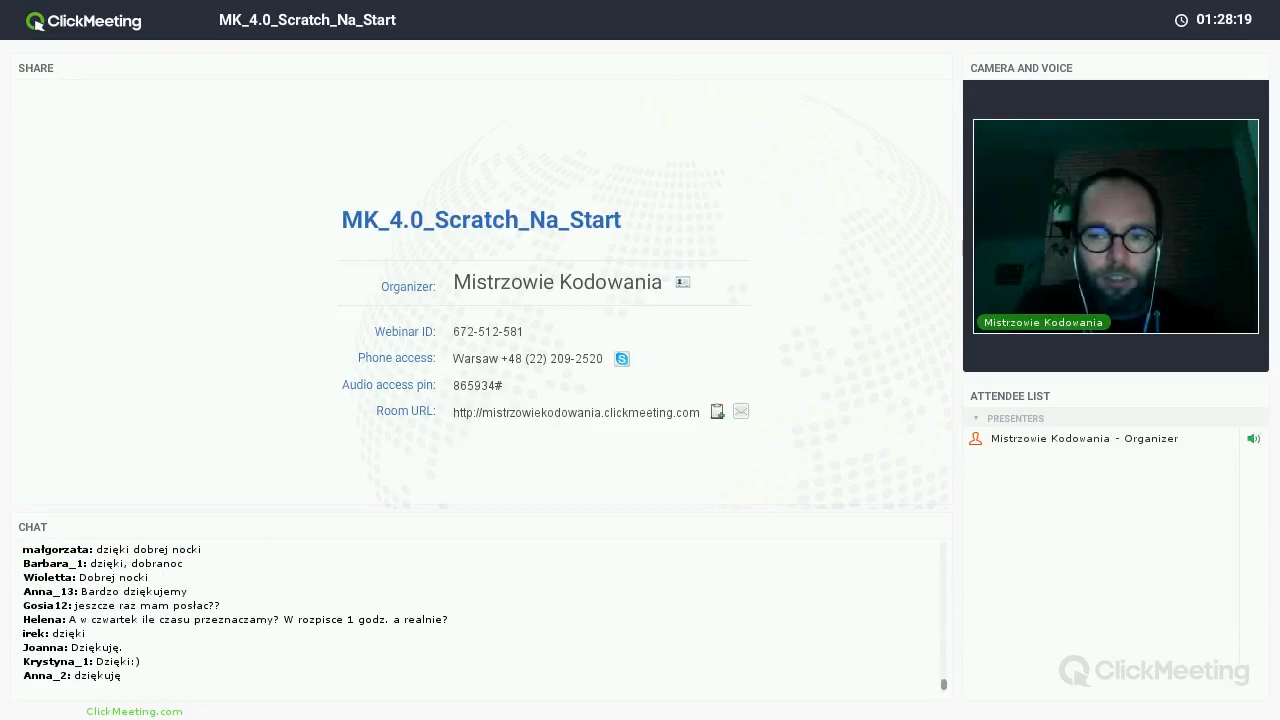 ClickMeeting
MK_4.0_Scratch_Na_Start
01:28:19
SHARE
MK_4.0_Scratch_Na_Start
Organizer: Mistrzowie Kodowania
Webinar ID: 672-512-581
Phone access: Warsaw +48 (22) 209-2520
Audio access pin: 865934#
Room URL: http://mistrzowiekodowania.clickmeeting.com
CAMERA AND VOICE
Mistrzowie Kodowania
ATTENDEE LIST
PRESENTERS
Mistrzowie Kodowania - Organizer
ClickMeeting
CHAT
małgorzata: dzięki dobrej nocki
Barbara_1: dzięki, dobranoc
Wioletta: Dobrej nocki
Anna_13: Bardzo dziękujemy
Gosia12: jeszcze raz mam posłac??
Helena: A w czwartek ile czasu przeznaczamy? W rozpisce 1 godz. a realnie?
irek: dzięki
Joanna: Dziękuję.
Krystyna_1: Dzięki:)
Anna_2: dziękuję
ClickMeeting.com